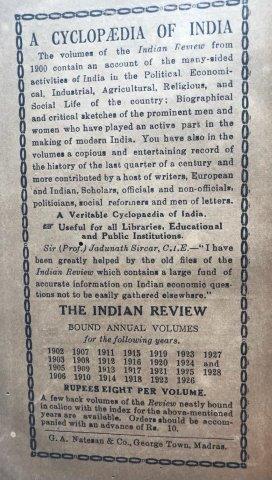 A CYCLOPÆDIA OF INDIA
The volumes of the Indian Review from
1900 contain an account of the many-sided
activities of India in the Political, Economi-
cal, Industrial, Agricultural, Religious, and
Social Life of the country; Biographical
and critical sketches of the prominent men and
women who have played an active part in the
making of modern India. You have also in the
volumes a copious and entertaining record of
the history of the last quarter of a century and
more contributed by a host of writers, European
and Indian, Scholars, officials and non-officials,
politicians, social reformers and men of letters.
A Veritable Cyclopaedia of India.
☞ Useful for all Libraries, Educational
and Public Institutions.
Sir (Prof.) Jadunath Sircar, C.I.E.—"I have
been greatly helped by the old files of the
Indian Review which contains a large fund of
accurate information on Indian economic ques-
tions not to be easily gathered elsewhere."
THE INDIAN REVIEW
BOUND ANNUAL VOLUMES
for the following years.
1902 1907 1911 1915 1919 1923 1927
1903 1908 1912 1916 1920 1924 and
1905 1909 1913 1917 1921 1925 1928
1906 1910 1914 1918 1922 1926
RUPEES EIGHT PER VOLUME.
A few back volumes of the Review neatly bound
in calico with the index for the above-mentioned
years are available. Orders should be accom-
panied with an advance of Rs. 10.
G. A. Natesan & Co., George Town, Madras.